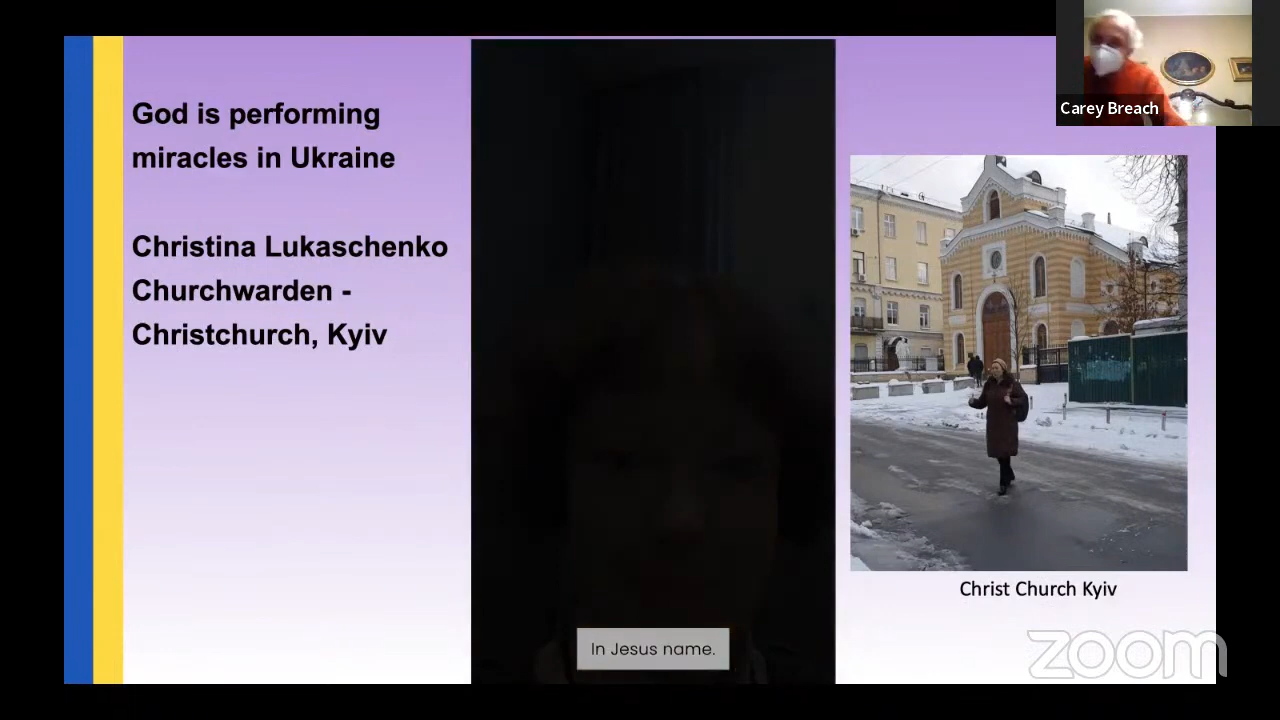 God is performing
miracles in Ukraine
Christina Lukaschenko
Churchwarden -
Christchurch, Kyiv
In Jesus name.
Carey Breach
Christ Church Kyiv
zoom